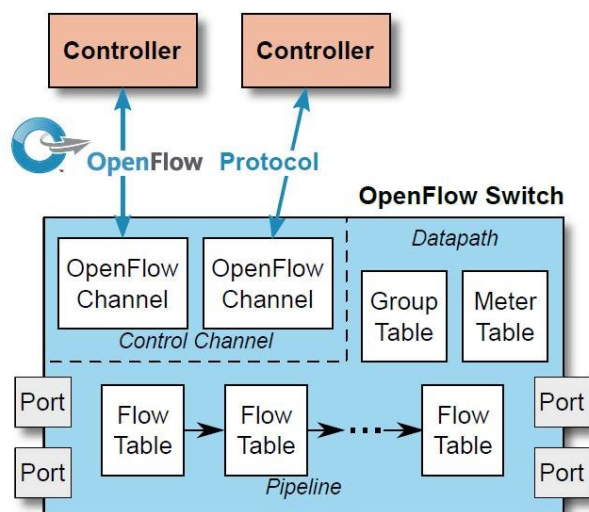 Controller
Controller
OpenFlow Protocol
™
OpenFlow Switch
Datapath
OpenFlow
Channel
OpenFlow
Channel
Control Channel
Group
Table
Meter
Table
Port
Port
Flow
Table
Flow
Table
...
Flow
Table
Port
Port
Pipeline